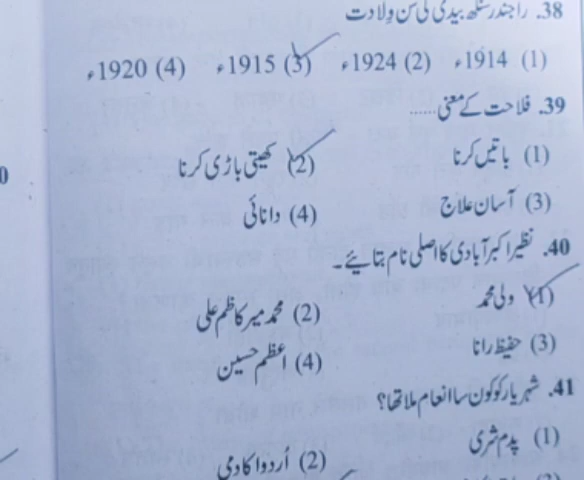 .38 راجندر سنگھ بیدی کی سن ولادت
(1) 1914ء (2) 1924ء (3) 1915ء (4) 1920ء
.39 فلاحت کے معنی ......
(1) باتیں کرنا (2) کھیتی باڑی کرنا
(3) آسان علاج (4) دانائی
.40 نظیر اکبر آبادی کا اصلی نام بتائیے۔
(1) ولی محمد (2) محمد میر کاظم علی
(3) حفیظ رانا (4) اعظم حسین
.41 شہریار کو کون سا انعام ملا تھا؟
(1) پدم شری (2) اُردو اکادمی